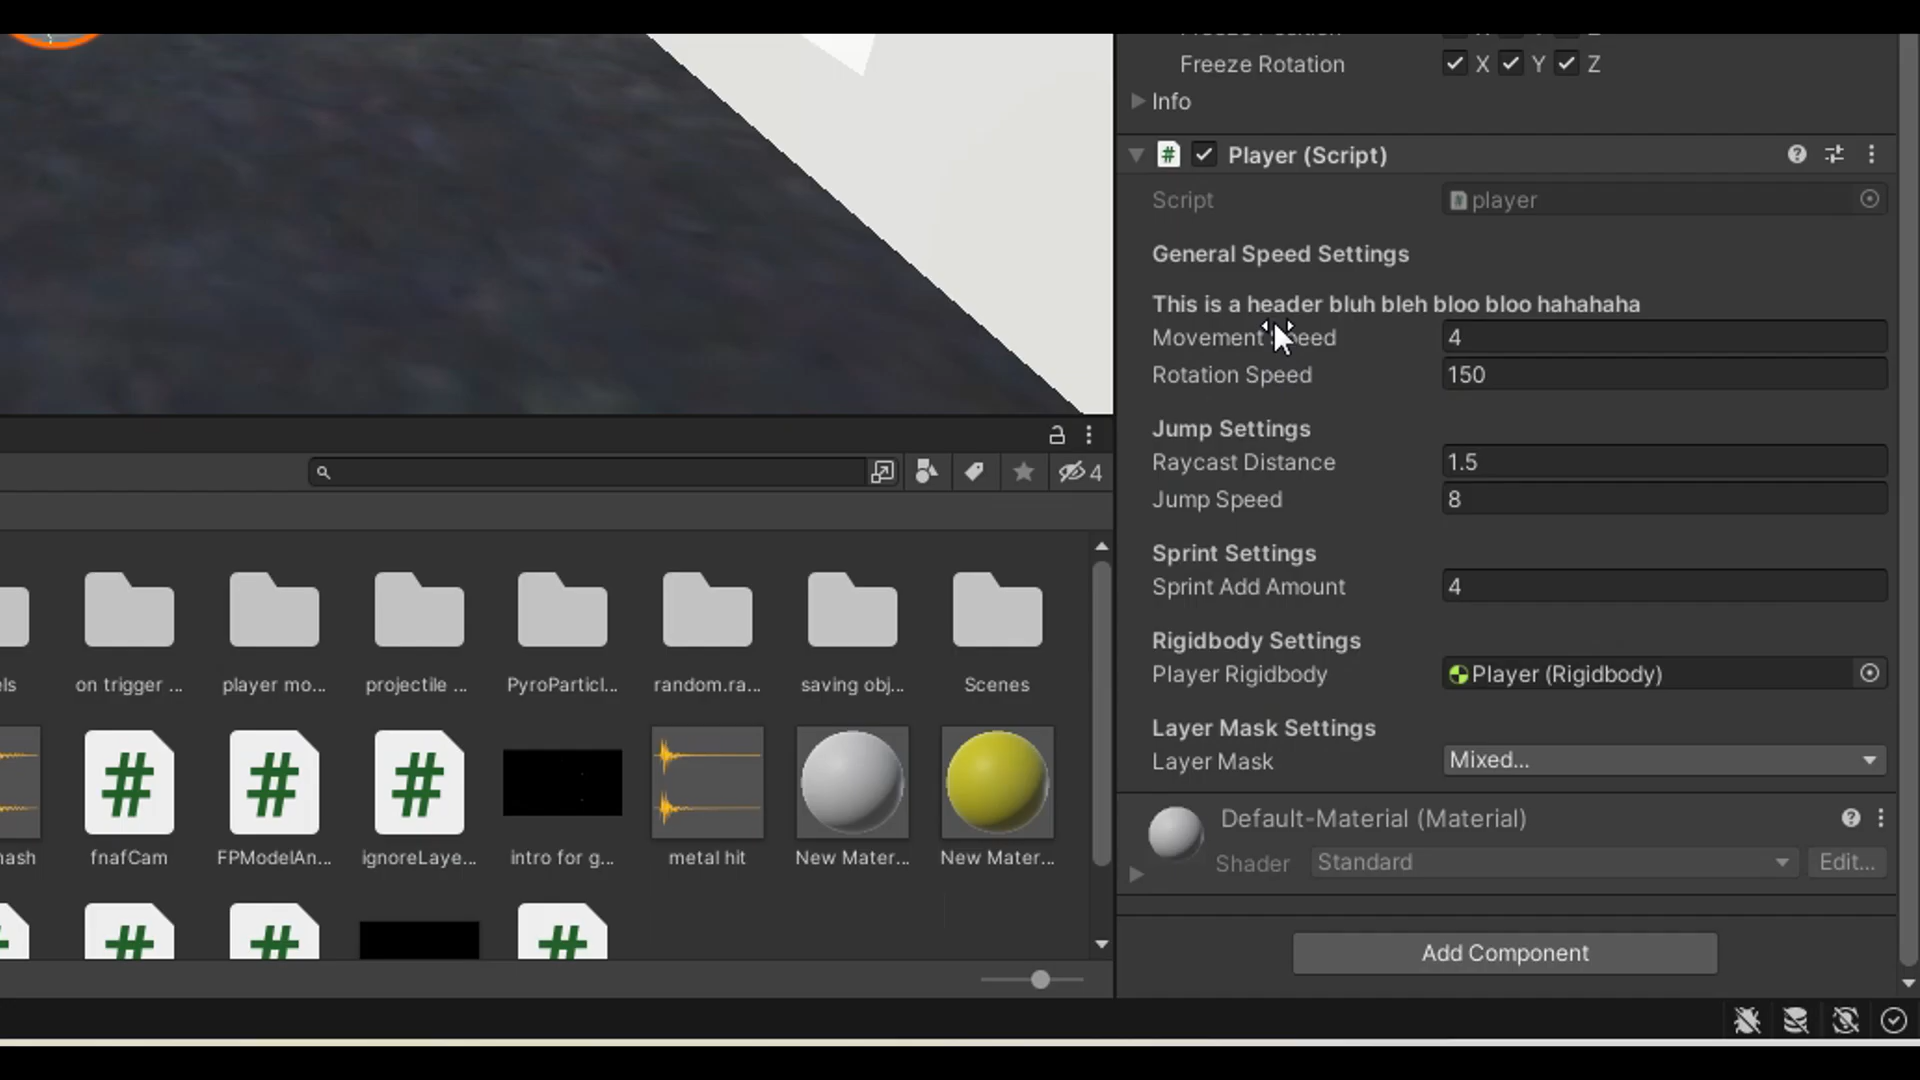 Freeze Rotation X Y Z
Info
Player (Script)
Script player
General Speed Settings
This is a header bluh bleh bloo bloo hahahaha
Movement Speed 4
Rotation Speed 150
Jump Settings
Raycast Distance 1.5
Jump Speed 8
Sprint Settings
Sprint Add Amount 4
Rigidbody Settings
Player Rigidbody Player (Rigidbody)
Layer Mask Settings
Layer Mask Mixed...
Default-Material (Material)
Shader Standard Edit...
Add Component
4
els on trigger ... player mo... projectile ... PyroParticl... random.ra... saving obj... Scenes
hash fnafCam FPModelAn... ignoreLaye... intro for g... metal hit New Mater... New Mater...